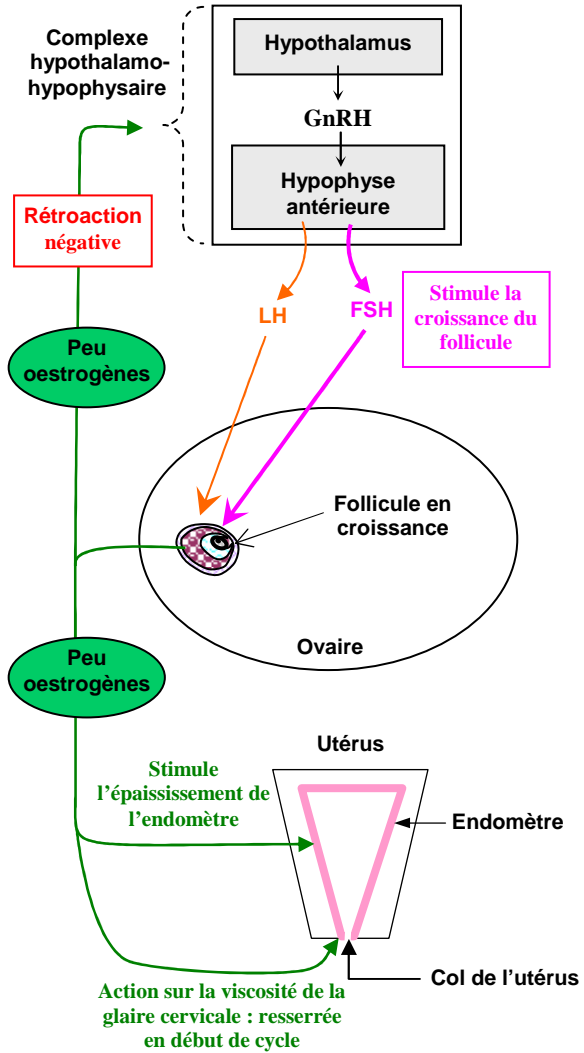 Complexe
hypothalamo-
hypophysaire
Hypothalamus
GnRH
Hypophyse
antérieure
Rétroaction
négative
LH
FSH
Stimule la
croissance du
follicule
Peu
oestrogènes
Follicule en
croissance
Ovaire
Peu
oestrogènes
Utérus
Stimule
l'épaississement de
l'endomètre
Endomètre
Col de l'utérus
Action sur la viscosité de la
glaire cervicale : resserrée
en début de cycle